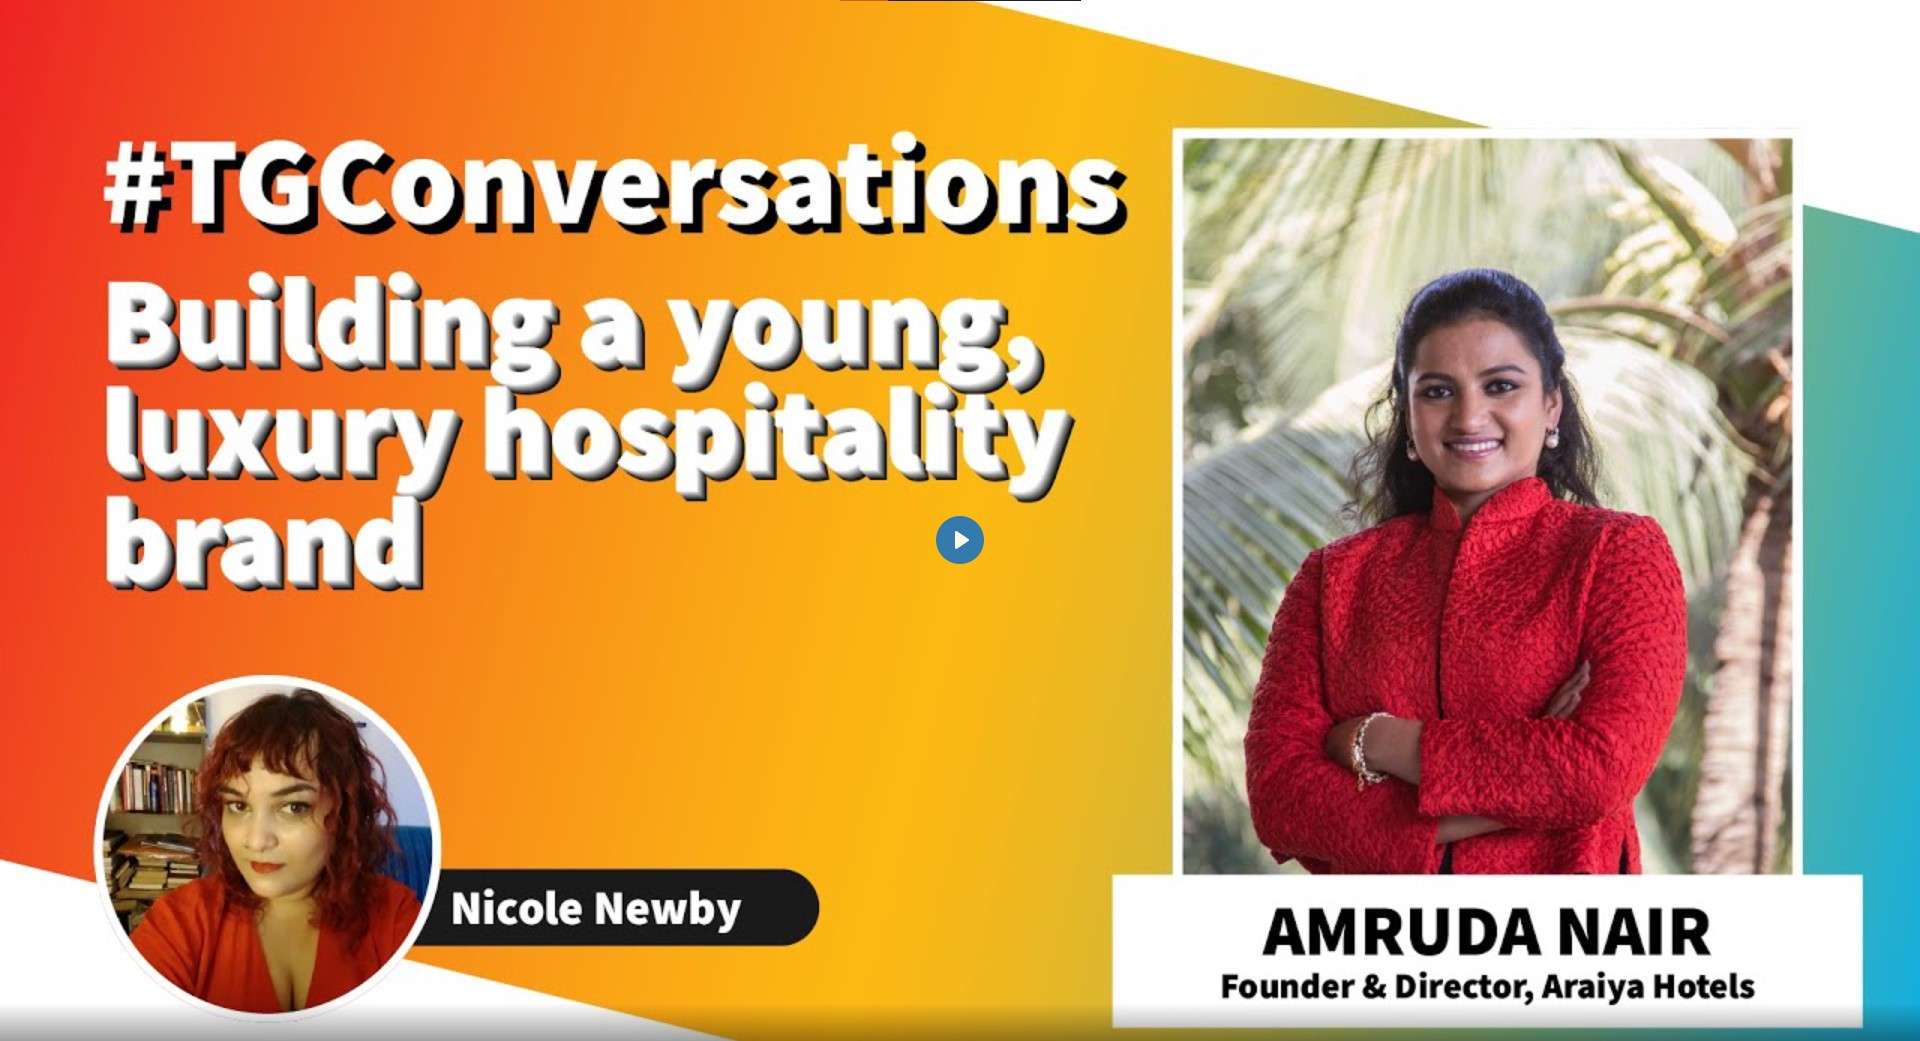 #TGConversations
Building a young,
luxury hospitality
brand
Nicole Newby
AMRUDA NAIR
Founder & Director, Araiya Hotels